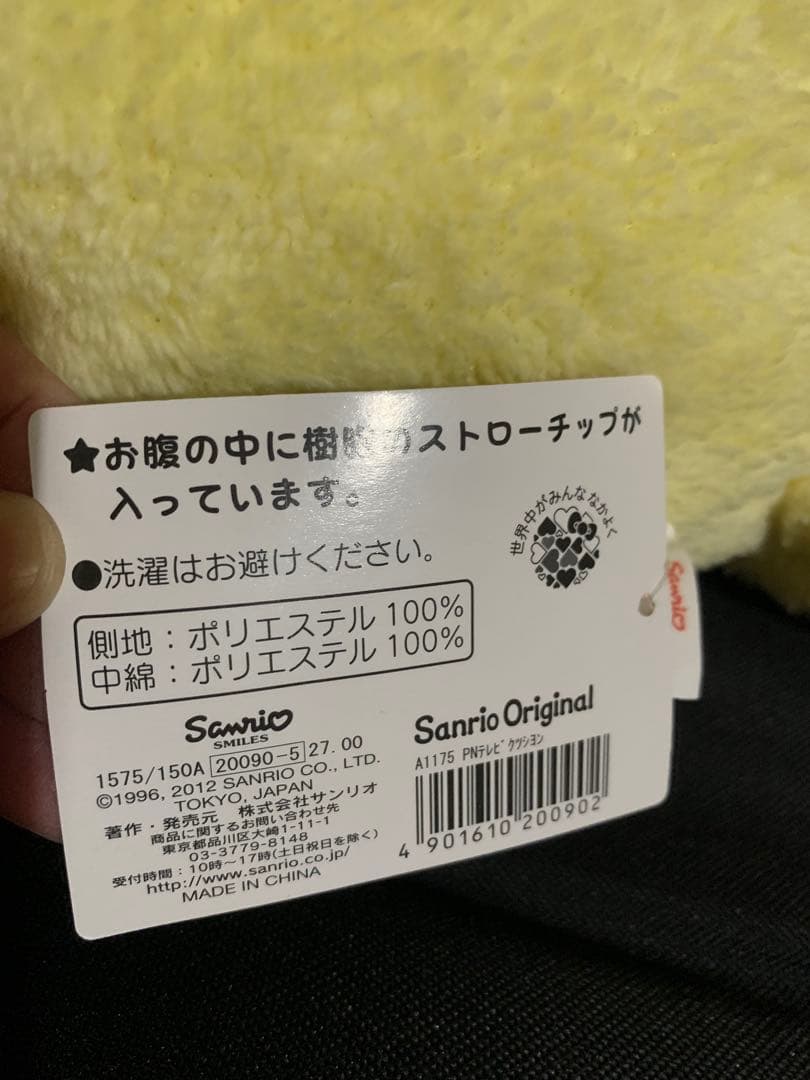 ★お腹の中に樹脂のストローチップが
入っています。
●洗濯はお避けください。
世界中がみんななかよく
側地：ポリエステル 100%
中綿：ポリエステル 100%
Sanrio
SMILES
1575/150A 20090-5 27.00
©1996, 2012 SANRIO CO., LTD.
TOKYO, JAPAN
著作・発売元 株式会社サンリオ
商品に関するお問い合わせ先
東京都品川区大崎1-11-1
03-3779-8148
受付時間：10時～17時(土日祝日を除く)
http://www.sanrio.co.jp/
MADE IN CHINA
Sanrio Original
A1175 PNテレビクツシヨン
4 901610 200902
Sanrio